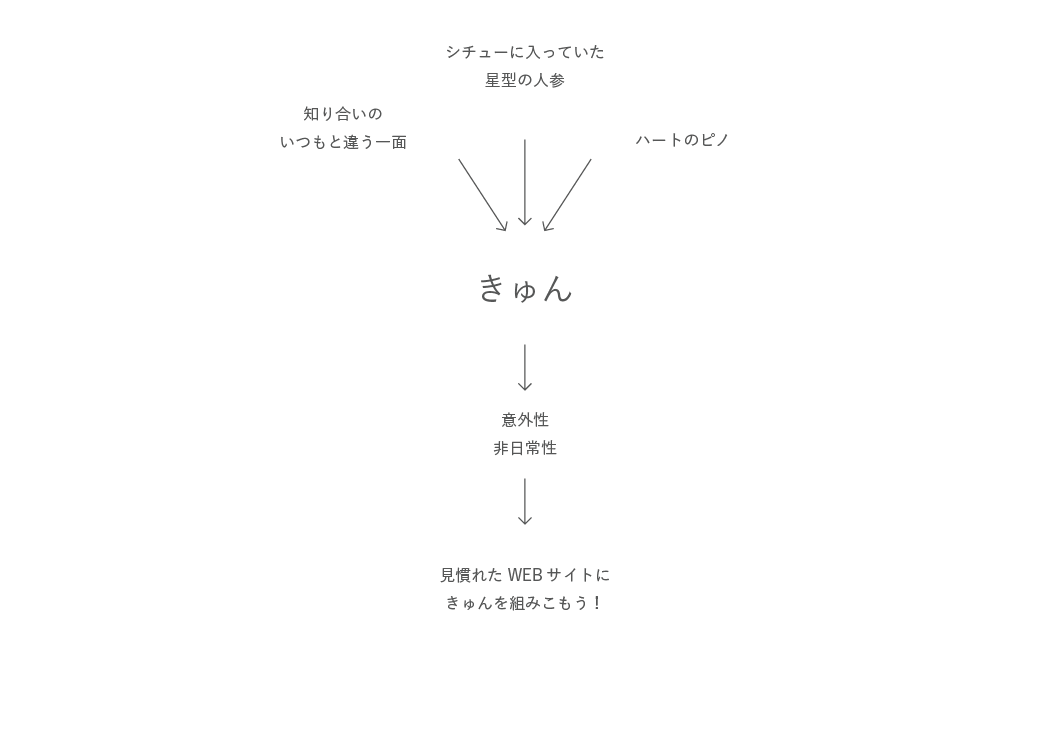 シチューに入っていた
星型の人参
知り合いの
いつもと違う一面
ハートのピノ
きゅん
意外性
非日常性
見慣れた WEB サイトに
きゅんを組みこもう！